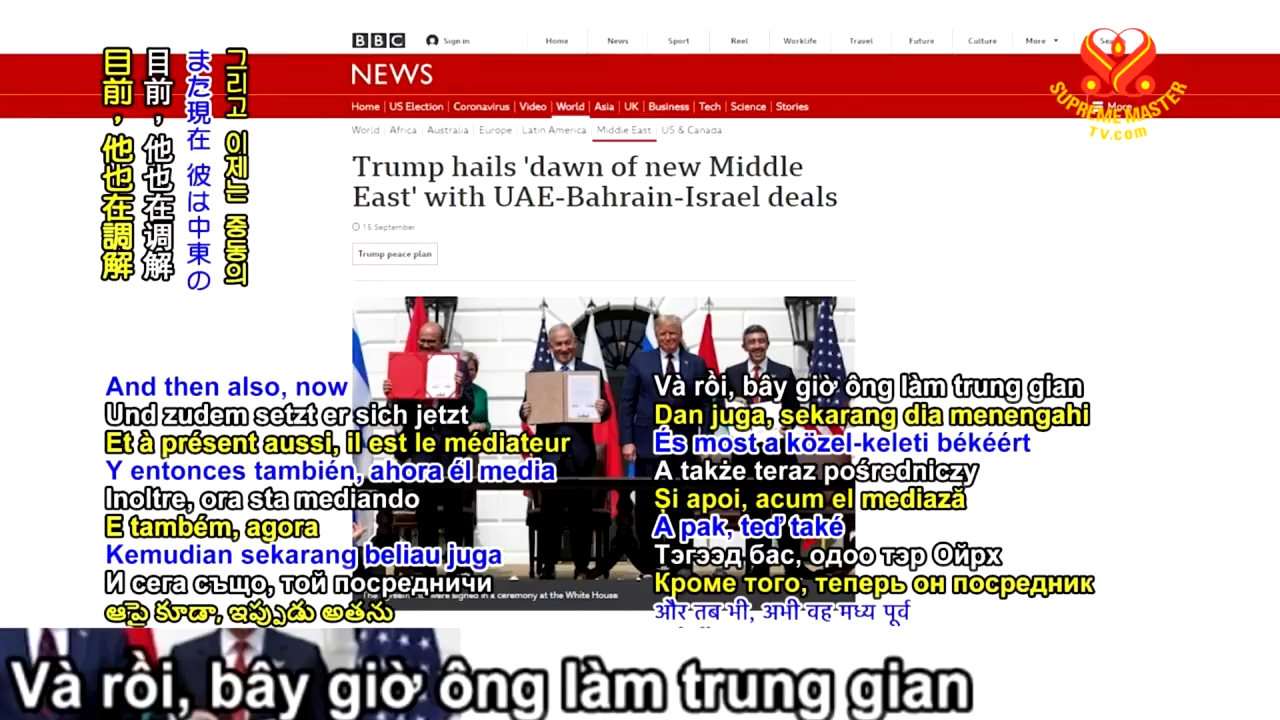 BBC
Sign in
Home
News
Sport
Reel
Worklife
Travel
Future
Culture
More
NEWS
Home
US Election
Coronavirus
Video
World
Asia
UK
Business
Tech
Science
Stories
More
World
Africa
Australia
Europe
Latin America
Middle East
US & Canada
SUPREME MASTER
TV.com
Trump hails 'dawn of new Middle
East' with UAE-Bahrain-Israel deals
15 September
Trump peace plan
were signed in a ceremony at the White House
그리고 이제는 중동의
また現在 彼は中東の
目前，他也在调解
目前，他也在調解
And then also, now
Und zudem setzt er sich jetzt
Et à présent aussi, il est le médiateur
Y entonces también, ahora él media
Inoltre, ora sta mediando
E também, agora
Kemudian sekarang beliau juga
И сега също, той посредничи
ఆపై కూడా, ఇప్పుడు అతను
Và rồi, bây giờ ông làm trung gian
Dan juga, sekarang dia menengahi
És most a közel-keleti békéért
A także teraz pośredniczy
Și apoi, acum el mediază
A pak, teď také
Тэгээд бас, одоо тэр Ойрх
Кроме того, теперь он посредник
और तब भी, अभी वह मध्य पूर्व
Và rồi, bây giờ ông làm trung gian